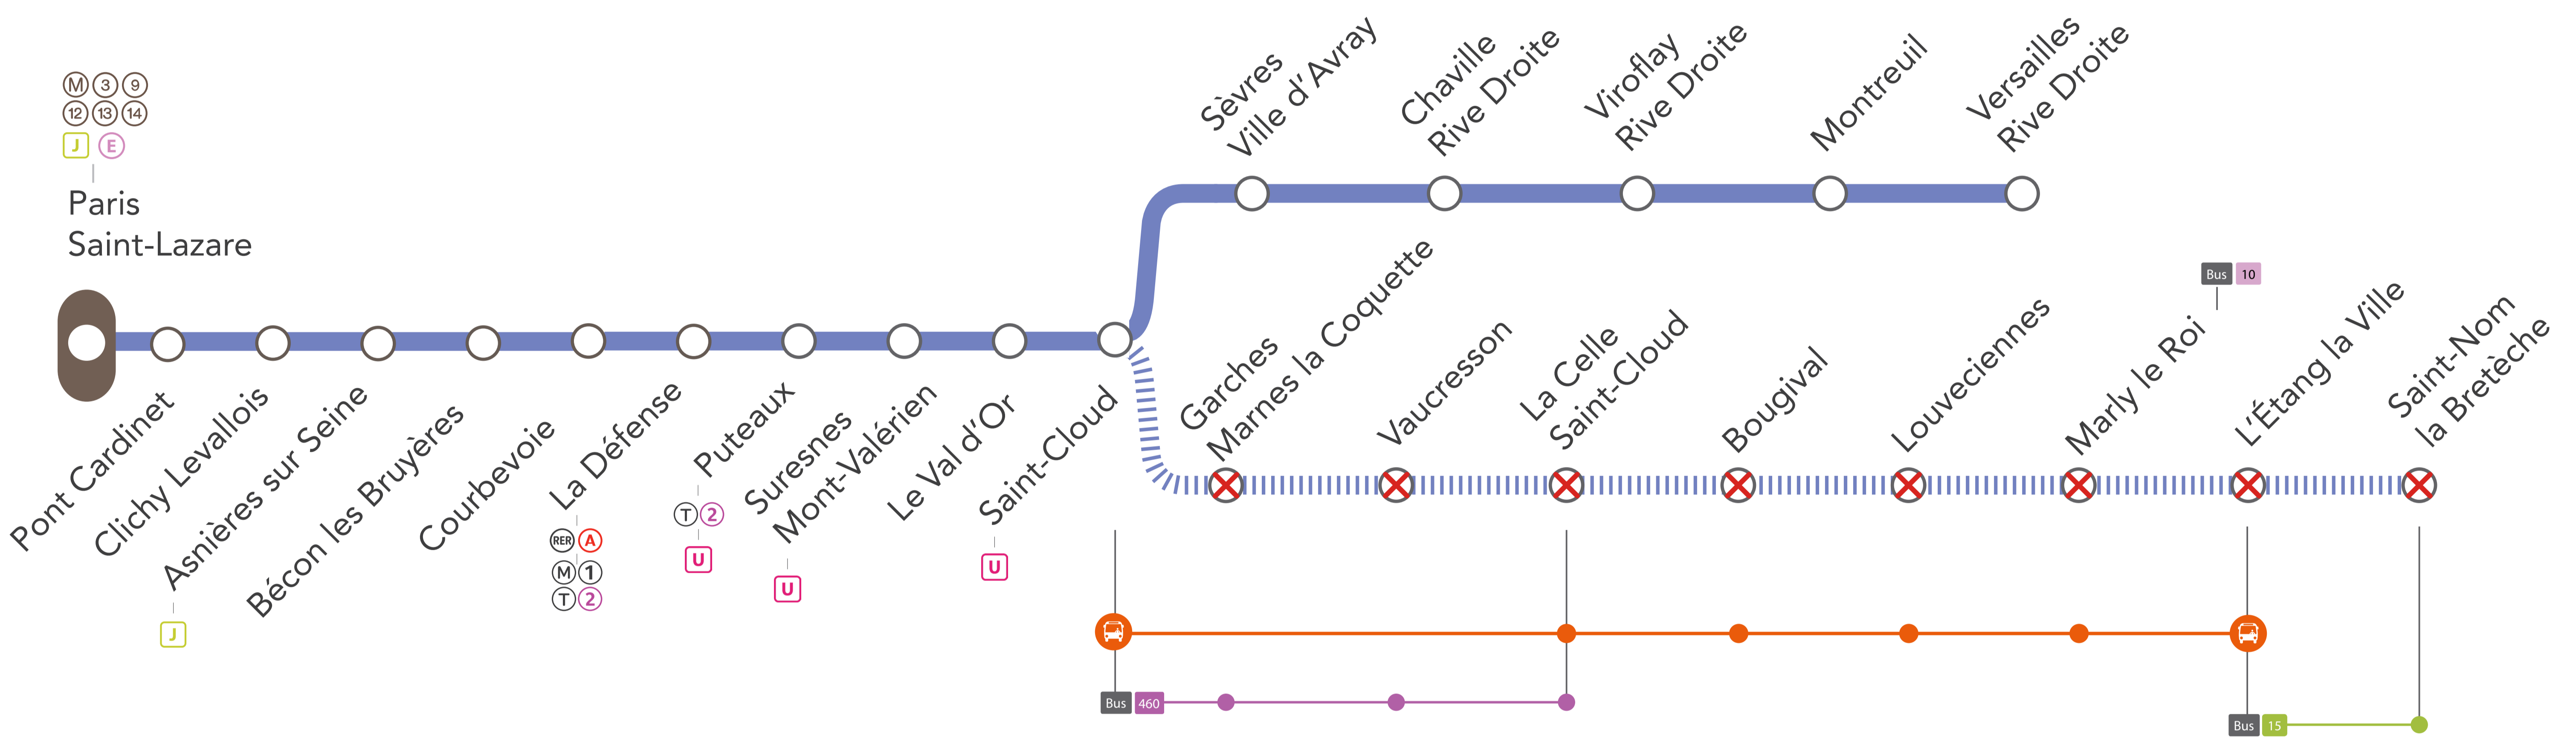 M 3 9
12 13 14
J E
Paris
Saint-Lazare
Pont Cardinet
Clichy Levallois
Asnières sur Seine
J
Bécon les Bruyères
Courbevoie
La Défense
RER A
M 1
T 2
Puteaux
T 2
U
Suresnes
Mont-Valérien
U
Le Val d'Or
Saint-Cloud
U
Sèvres
Ville d'Avray
Chaville
Rive Droite
Viroflay
Rive Droite
Montreuil
Versailles
Rive Droite
Garches
Marnes la Coquette
Vaucresson
La Celle
Saint-Cloud
Bougival
Louveciennes
Bus 10
Marly le Roi
L'Étang la Ville
Saint-Nom
la Bretèche
Bus 460
Bus 15